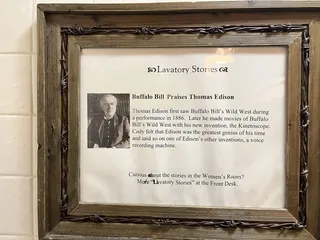 Lavatory Stories
Buffalo Bill Praises Thomas Edison
Thomas Edison first saw Buffalo Bill's Wild West during
a performance in 1886. Later he made movies of Buffalo
Bill's Wild West with his new invention, the Kinetoscope.
Cody felt that Edison was the greatest genius of his time
and said so on one of Edison's other inventions, a voice
recording machine.
Curious about the stories in the Women's Room?
More "Lavatory Stories" at the Front Desk.